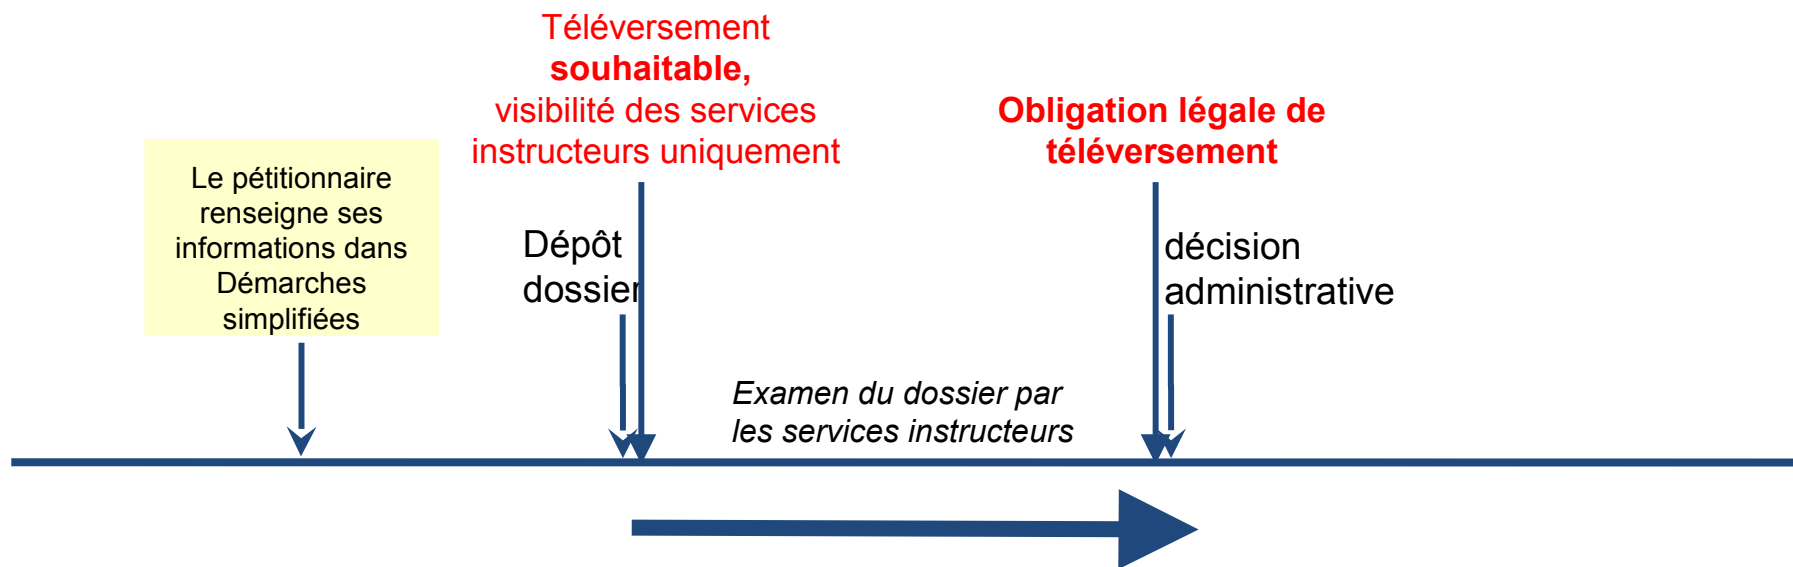 Téléversement
souhaitable,
visibilité des services
instructeurs uniquement
Obligation légale de
téléversement
Le pétitionnaire
renseigne ses
informations dans
Démarches
simplifiées
Dépôt
dossier
décision
administrative
Examen du dossier par
les services instructeurs